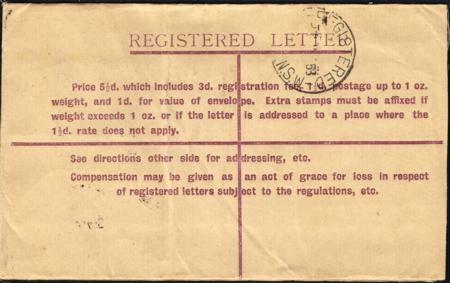 REGISTERED LETTER
REGISTERED
N.S.W.
Price 5½d. which includes 3d. registration fee 1½d. postage up to 1 oz.
weight, and 1d. for value of envelope. Extra stamps must be affixed if
weight exceeds 1 oz. or if the letter is addressed to a place where the
1½d. rate does not apply.
See directions other side for addressing, etc.
Compensation may be given as an act of grace for loss in respect
of registered letters subject to the regulations, etc.